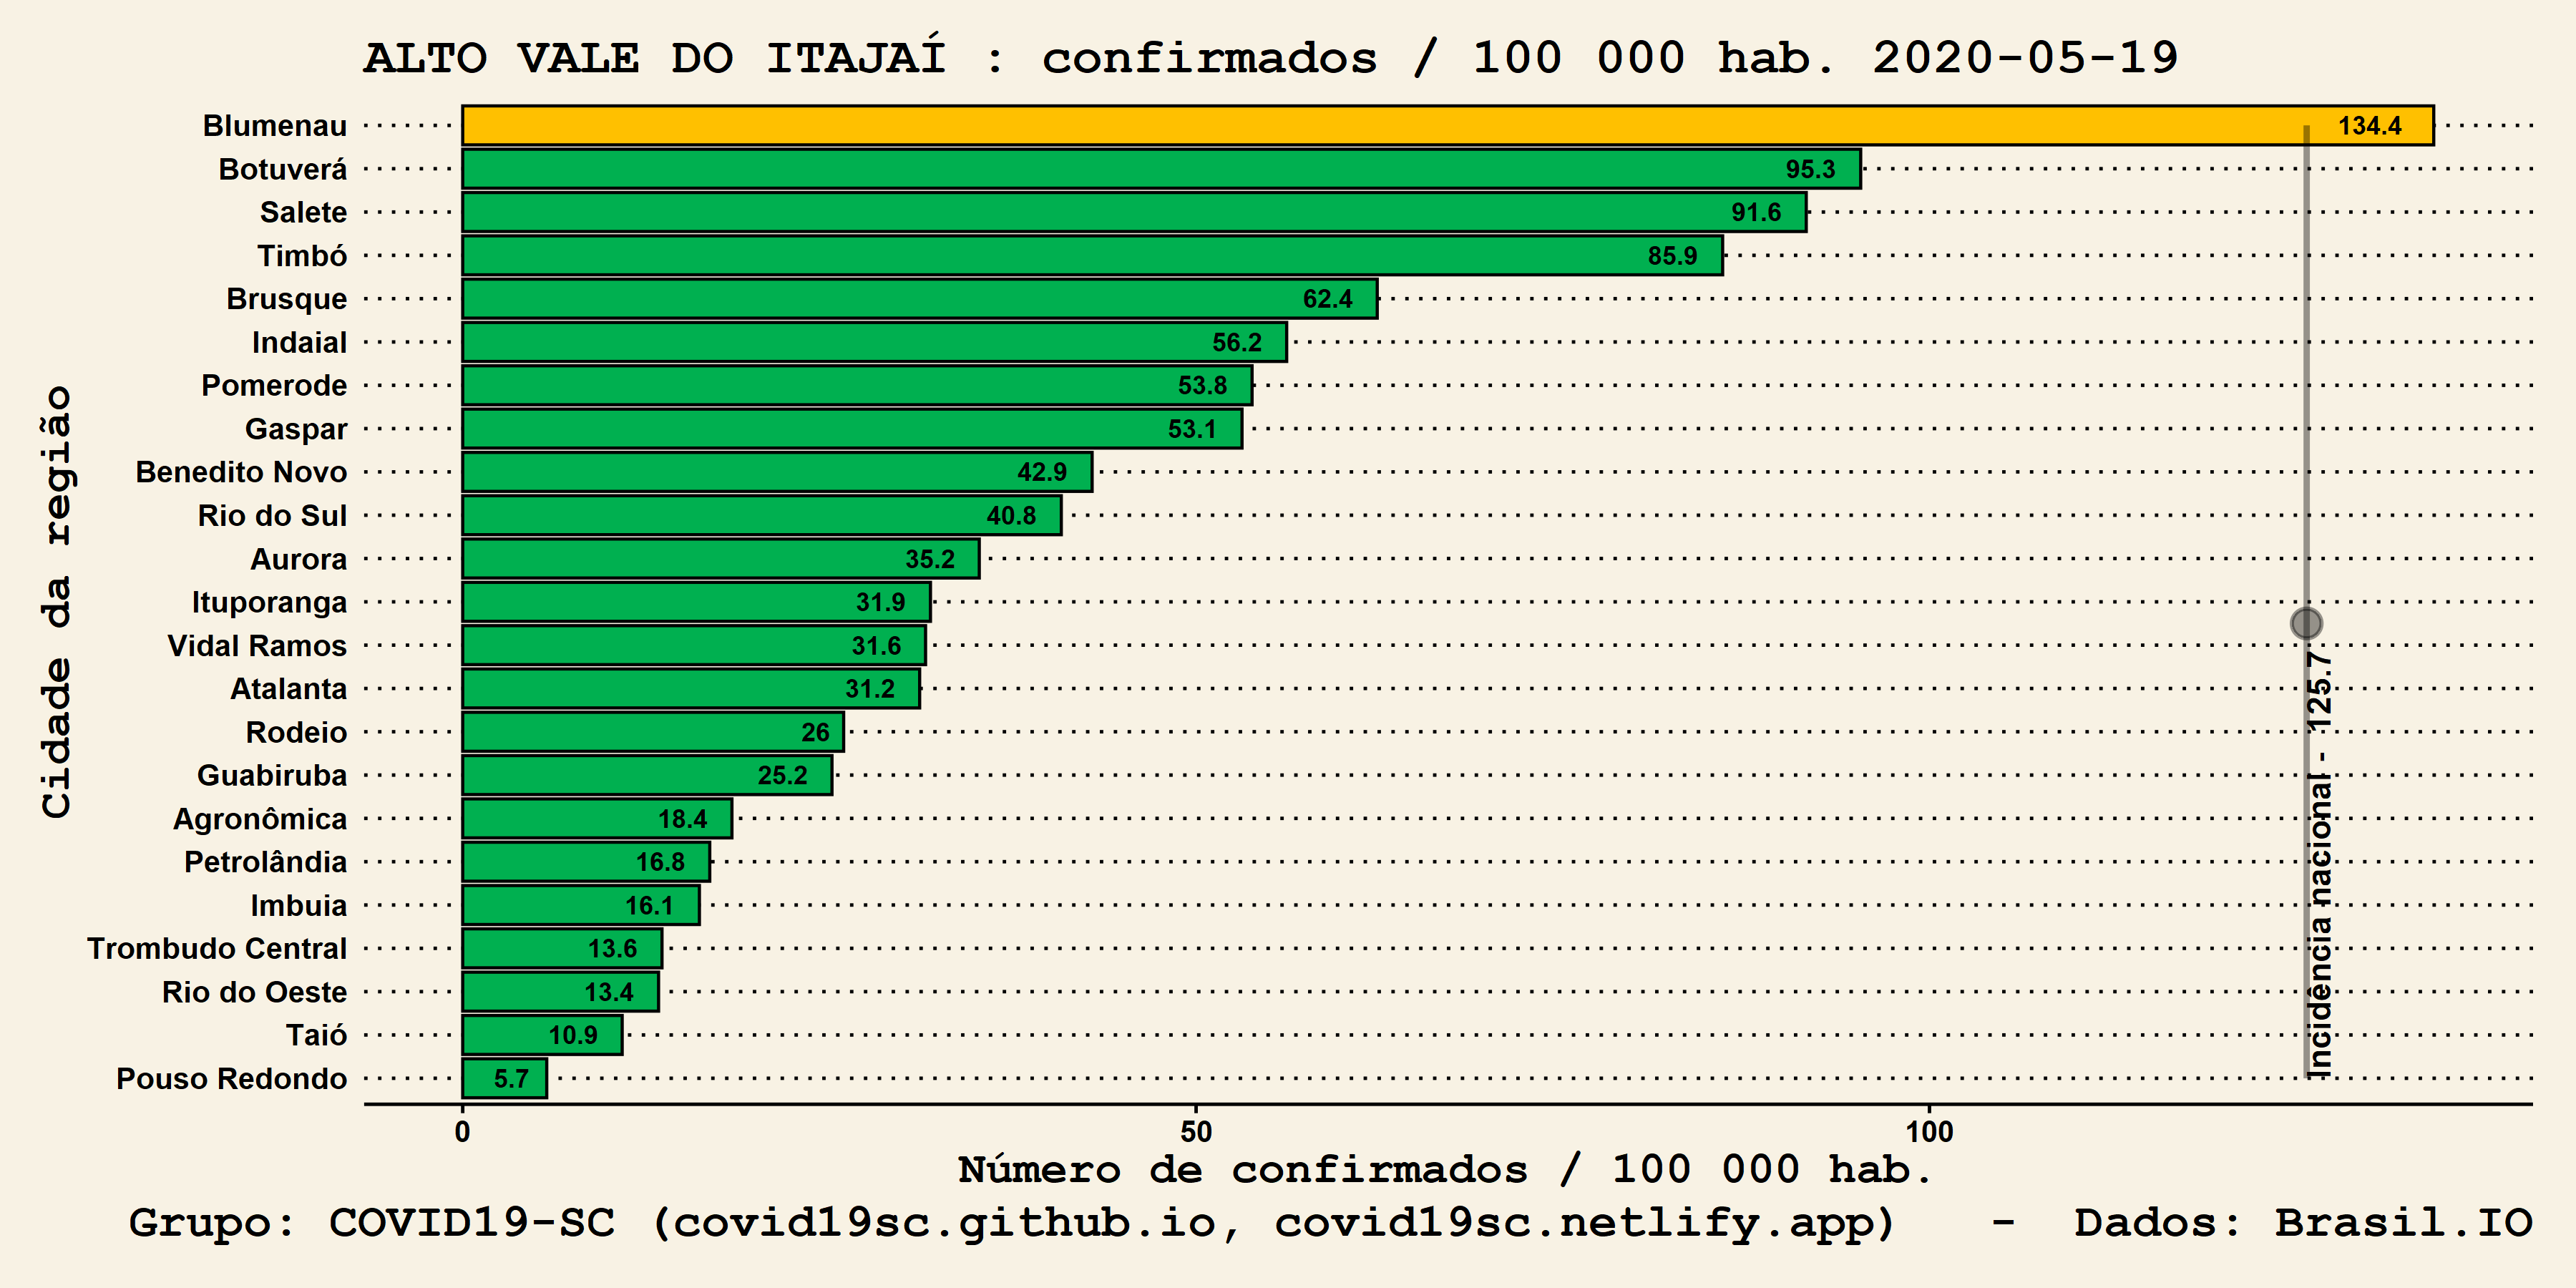 ALTO VALE DO ITAJAÍ : confirmados / 100 000 hab. 2020-05-19
Cidade da região
Blumenau 134.4
Botuverá 95.3
Salete 91.6
Timbó 85.9
Brusque 62.4
Indaial 56.2
Pomerode 53.8
Gaspar 53.1
Benedito Novo 42.9
Rio do Sul 40.8
Aurora 35.2
Ituporanga 31.9
Vidal Ramos 31.6
Atalanta 31.2
Rodeio 26
Guabiruba 25.2
Agronômica 18.4
Petrolândia 16.8
Imbuia 16.1
Trombudo Central 13.6
Rio do Oeste 13.4
Taió 10.9
Pouso Redondo 5.7
Incidência nacional - 125.7
0 50 100
Número de confirmados / 100 000 hab.
Grupo: COVID19-SC (covid19sc.github.io, covid19sc.netlify.app) - Dados: Brasil.IO